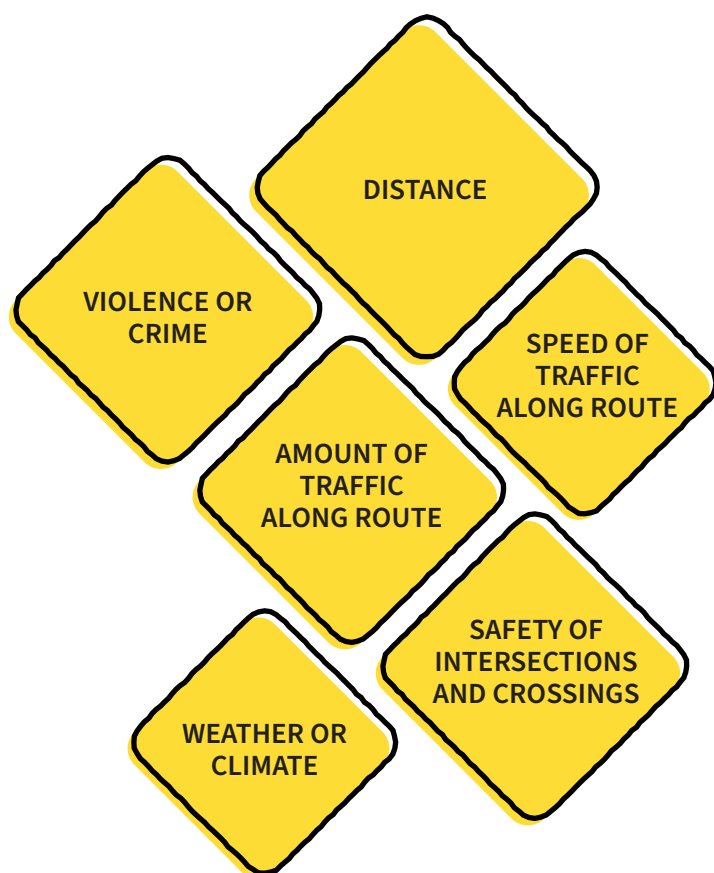 DISTANCE
VIOLENCE OR
CRIME
SPEED OF
TRAFFIC
ALONG ROUTE
AMOUNT OF
TRAFFIC
ALONG ROUTE
SAFETY OF
INTERSECTIONS
AND CROSSINGS
WEATHER OR
CLIMATE